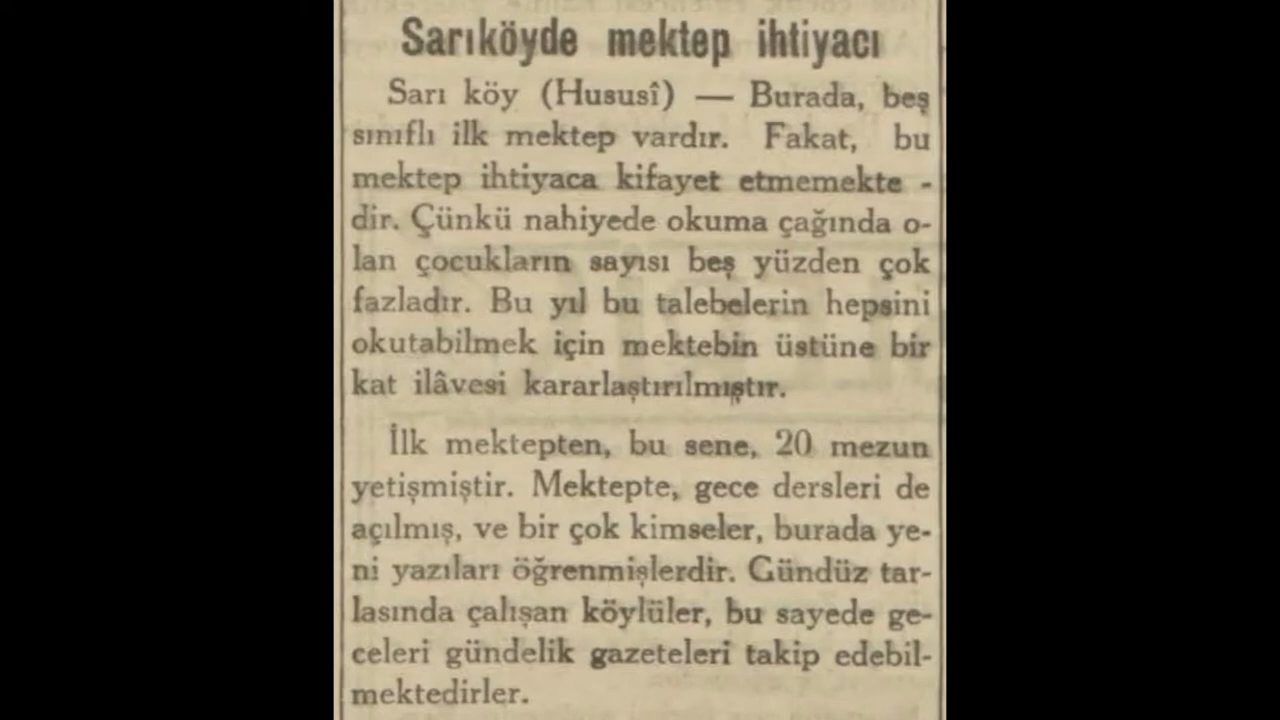 Sarıköyde mektep ihtiyacı
Sarı köy (Hususî) — Burada, beş
sınıflı ilk mektep vardır. Fakat, bu
mektep ihtiyaca kifayet etmemekte -
dir. Çünkü nahiyede okuma çağında o-
lan çocukların sayısı beş yüzden çok
fazladır. Bu yıl bu talebelerin hepsini
okutabilmek için mektebin üstüne bir
kat ilâvesi kararlaştırılmıştır.
İlk mektepten, bu sene, 20 mezun
yetişmiştir. Mektepte, gece dersleri de
açılmış, ve bir çok kimseler, burada ye-
ni yazıları öğrenmişlerdir. Gündüz tar-
lasında çalışan köylüler, bu sayede ge-
celeri gündelik gazeteleri takip edebil-
mektedirler.